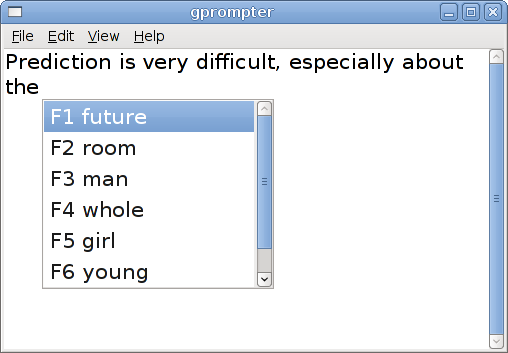 gprompter
File Edit View Help
Prediction is very difficult, especially about
the
F1 future
F2 room
F3 man
F4 whole
F5 girl
F6 young